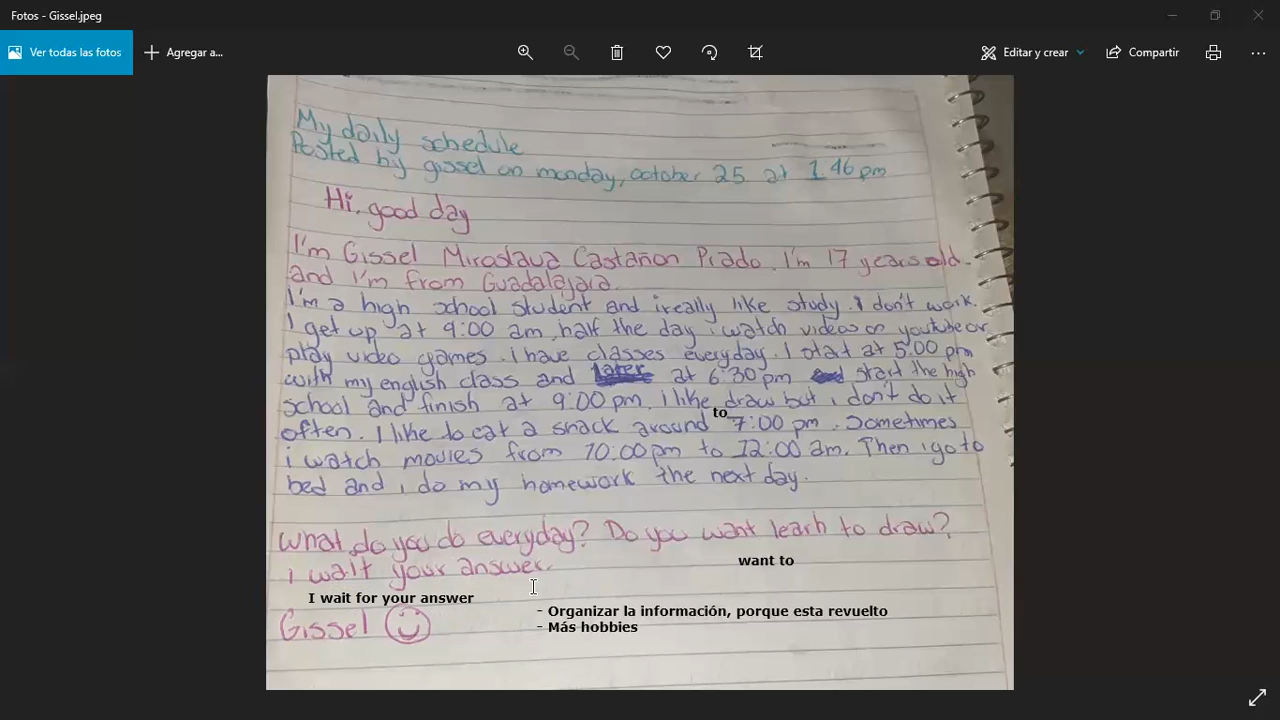 Fotos - Gissel.jpeg
Ver todas las fotos
Agregar a...
Editar y crear
Compartir
My daily schedule
Posted by gissel on monday, october 25 at 1 46 pm
Hi, good day
I'm Gissel Miroslava Castañon Prado. I'm 17 years old.
and I'm from Guadalajara.
I'm a high school student and i really like study. I don't work.
I get up at 9:00 am, half the day i watch videos on youtube or
play video games. i have classes everyday. I start at 5:00 pm
with my english class and later at 6:30 pm start the high
school and finish at 9:00 pm. I like draw but i don't do it
to
often. I like to eat a snack around 7:00 pm. Sometimes
i watch movies from 10:00 pm to 12:00 am. Then i go to
bed and i do my homework the next day.
What do you do everyday? Do you want learn to draw?
want to
i wait your answer.
I wait for your answer
- Organizar la información, porque esta revuelto
Gissel
- Más hobbies